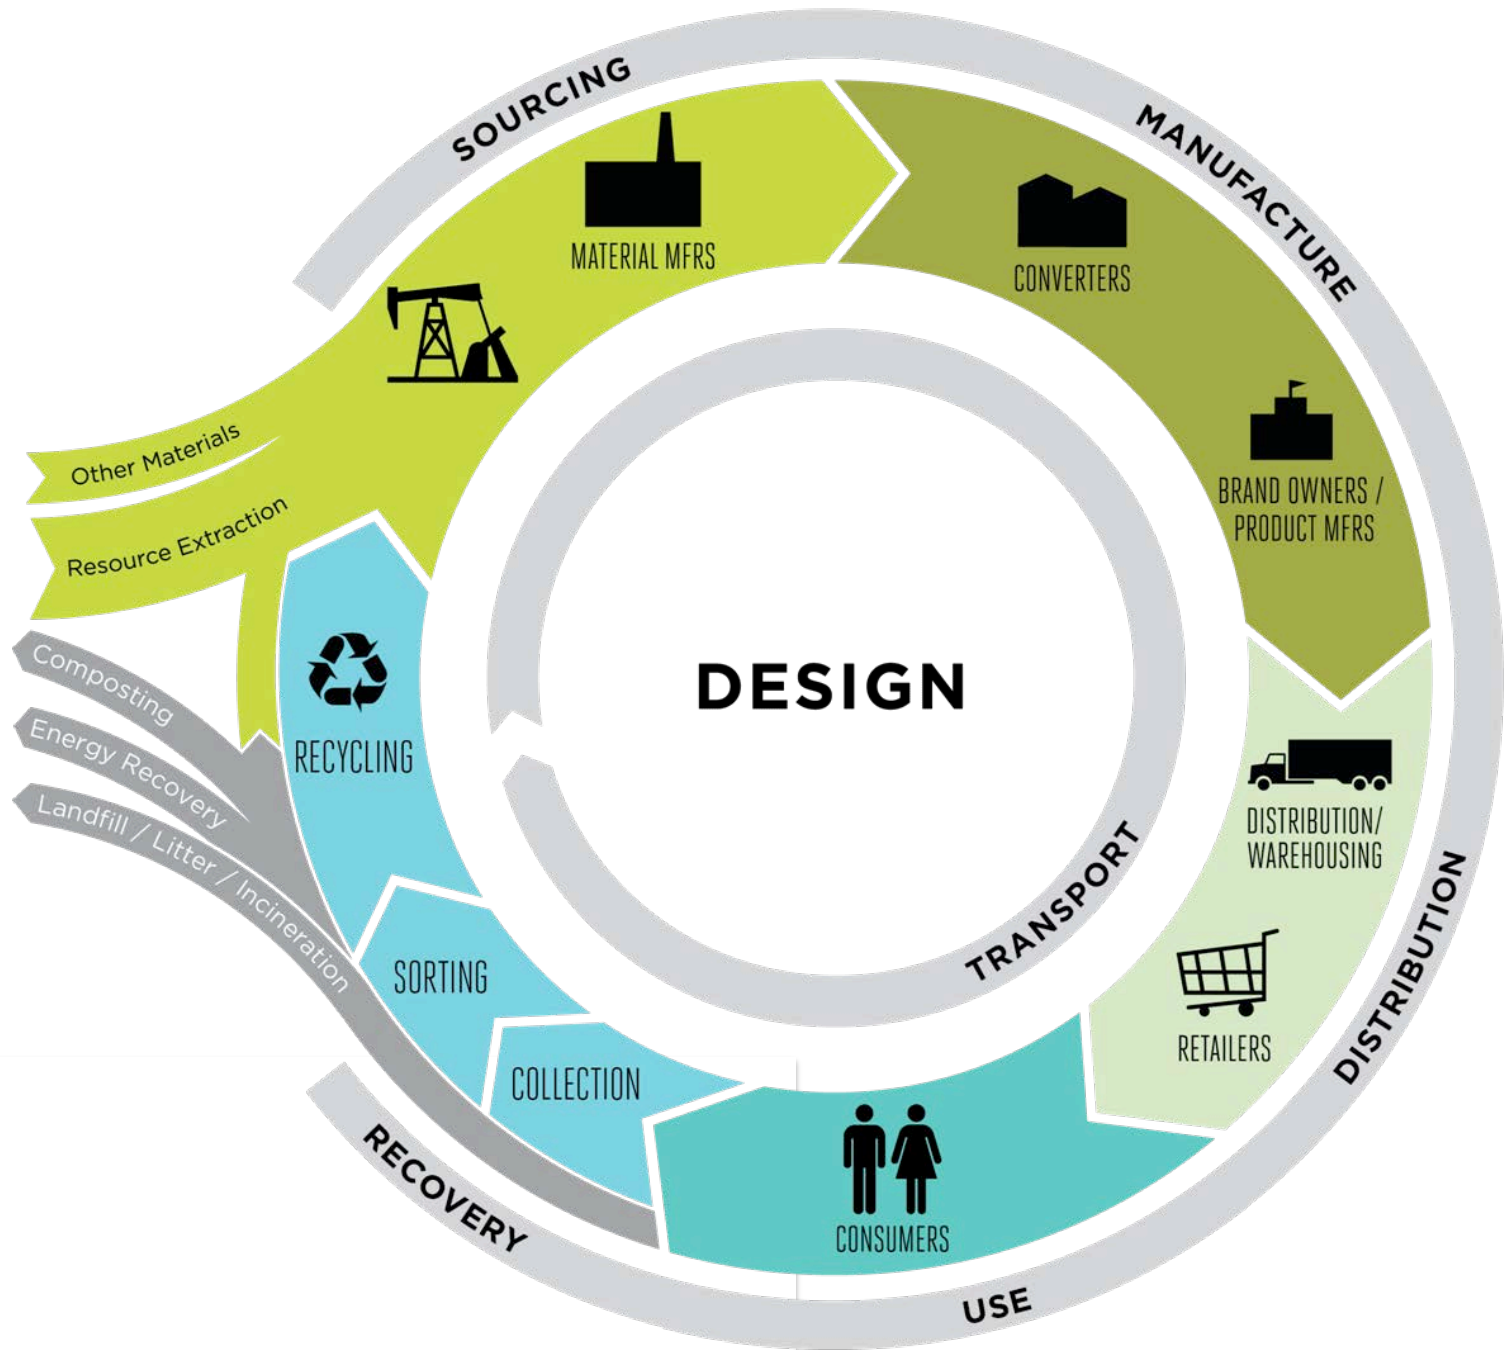 SOURCING
MANUFACTURE
MATERIAL MFRS
CONVERTERS
BRAND OWNERS /
PRODUCT MFRS
Other Materials
Resource Extraction
Composting
Energy Recovery
Landfill / Litter / Incineration
RECYCLING
DESIGN
DISTRIBUTION/
WAREHOUSING
TRANSPORT
DISTRIBUTION
RETAILERS
SORTING
COLLECTION
CONSUMERS
RECOVERY
USE